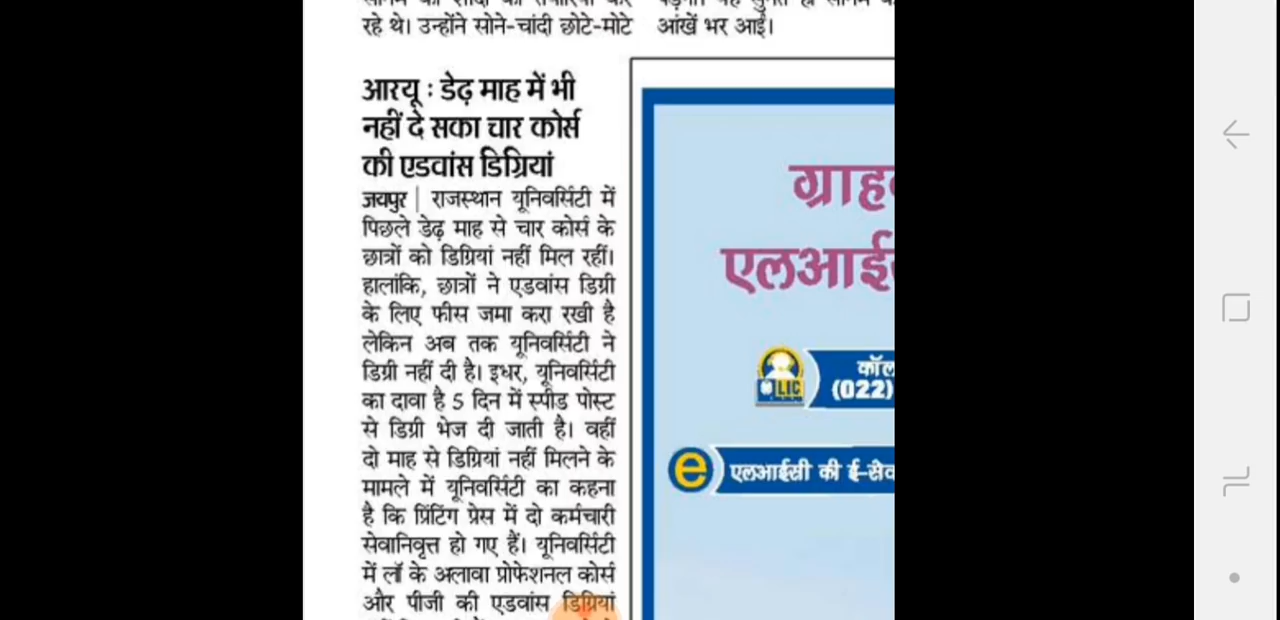 रहे थे। उन्होंने सोने-चांदी छोटे-मोटे
आंखें भर आई।
आरयू : डेढ़ माह में भी
नहीं दे सका चार कोर्स
की एडवांस डिग्रियां
जयपुर | राजस्थान यूनिवर्सिटी में
पिछले डेढ़ माह से चार कोर्स के
छात्रों को डिग्रियां नहीं मिल रहीं।
हालांकि, छात्रों ने एडवांस डिग्री
के लिए फीस जमा करा रखी है
लेकिन अब तक यूनिवर्सिटी ने
डिग्री नहीं दी है। इधर, यूनिवर्सिटी
का दावा है 5 दिन में स्पीड पोस्ट
से डिग्री भेज दी जाती है। वहीं
दो माह से डिग्रियां नहीं मिलने के
मामले में यूनिवर्सिटी का कहना
है कि प्रिंटिंग प्रेस में दो कर्मचारी
सेवानिवृत्त हो गए हैं। यूनिवर्सिटी
में लॉ के अलावा प्रोफेशनल कोर्स
और पीजी की एडवांस डिग्रियां
ग्राह
एलआई
LIC
कॉल
(022)
e एलआईसी की ई-सेव